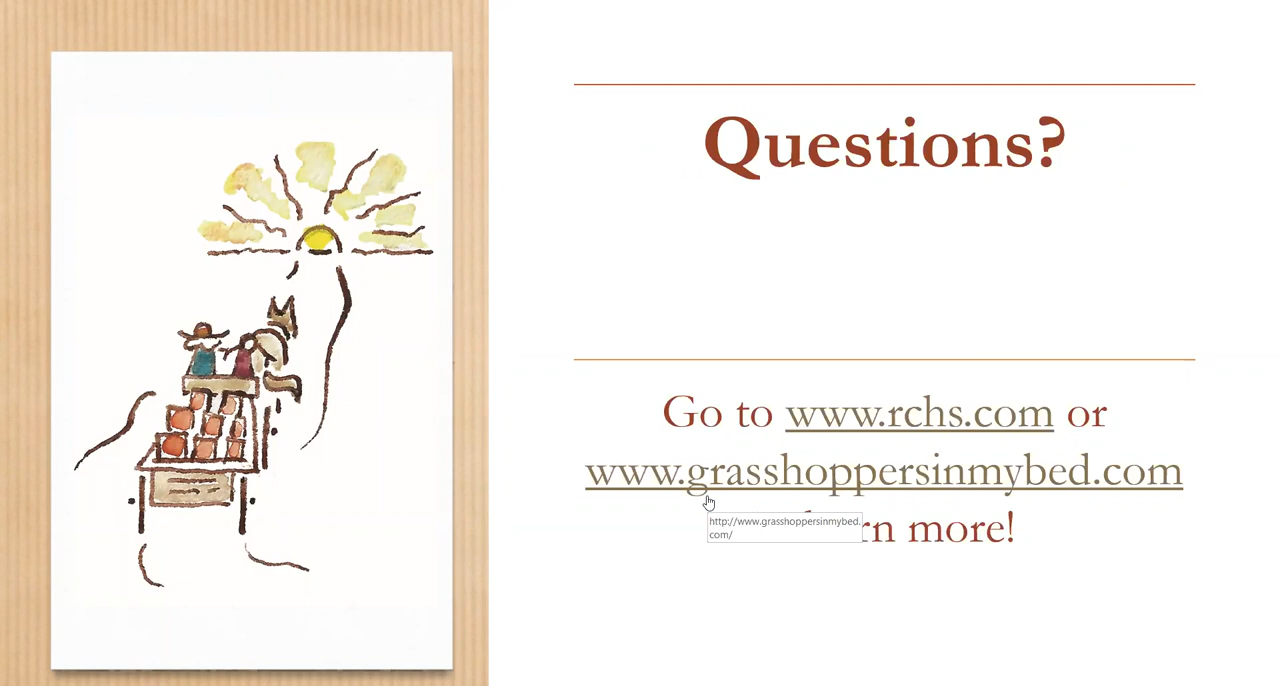 Questions?
Go to www.rchs.com or
www.grasshoppersinmybed.com
more!
http://www.grasshoppersinmybed.
com/